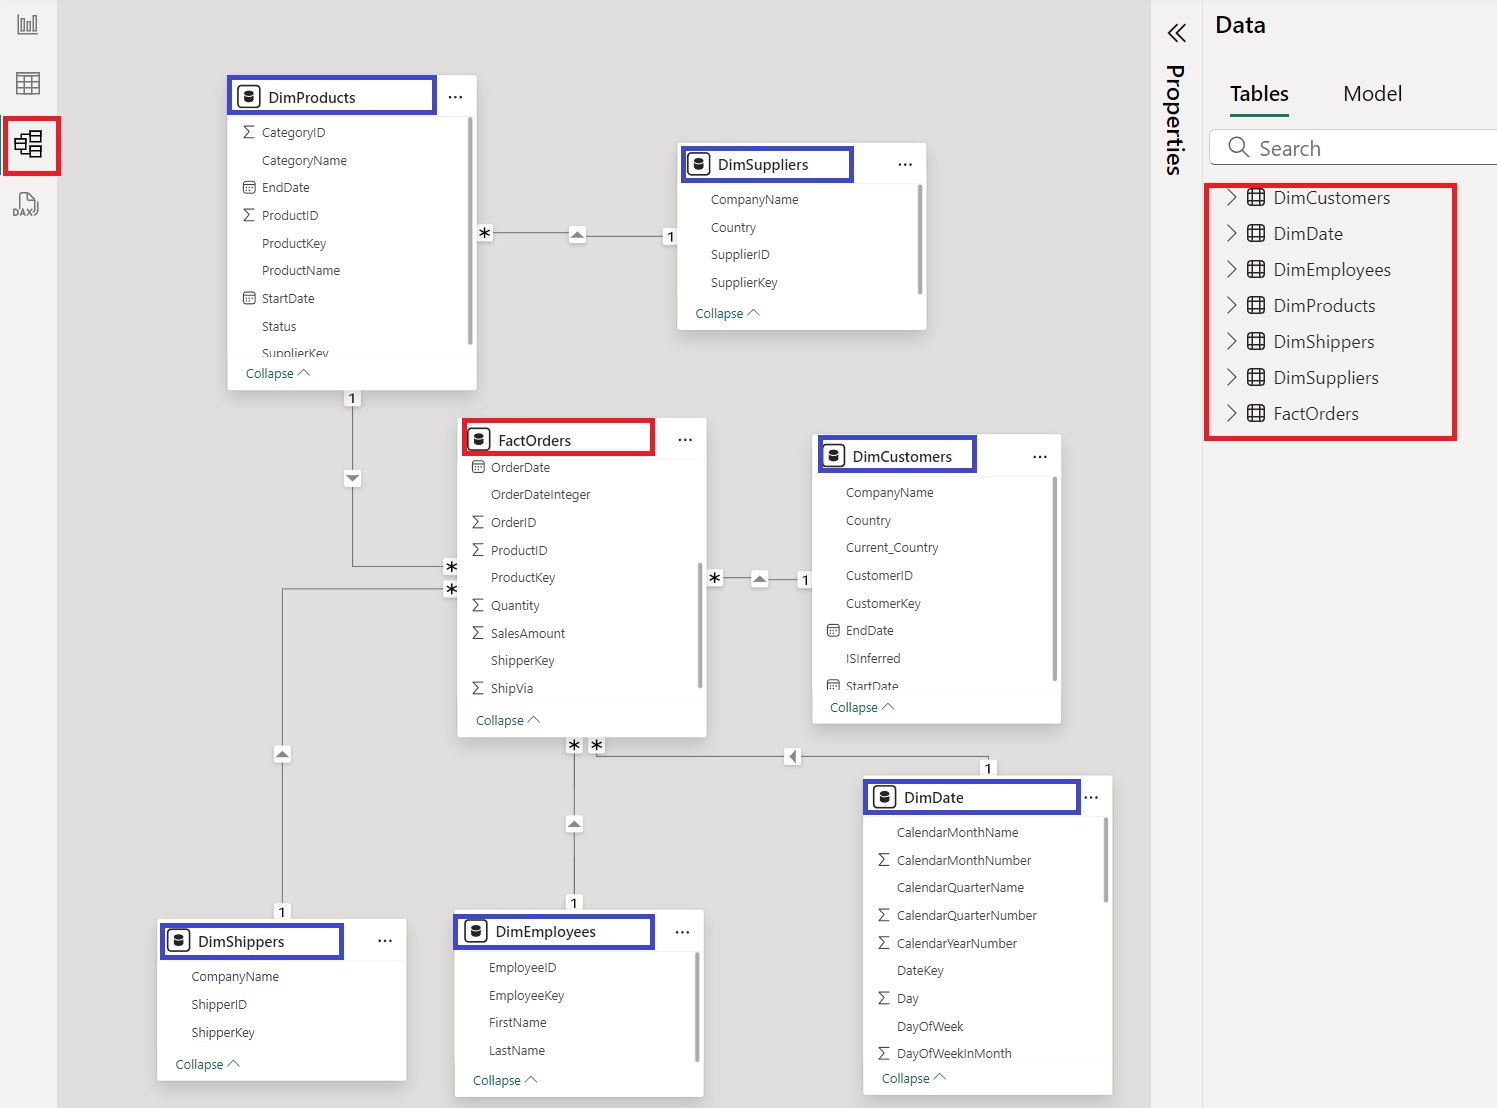 DAX
DimProducts
CategoryID
CategoryName
EndDate
ProductID
ProductKey
ProductName
StartDate
Status
SupplierKey
Collapse
*
1
1
DimSuppliers
CompanyName
Country
SupplierID
SupplierKey
Collapse
FactOrders
OrderDate
OrderDateInteger
OrderID
ProductID
ProductKey
Quantity
SalesAmount
ShipperKey
ShipVia
Collapse
*
*
*
1
* *
DimCustomers
CompanyName
Country
Current_Country
CustomerID
CustomerKey
EndDate
ISInferred
StartDate
Collapse
1
DimShippers
CompanyName
ShipperID
ShipperKey
Collapse
1
DimEmployees
EmployeeID
EmployeeKey
FirstName
LastName
Collapse
1
DimDate
CalendarMonthName
CalendarMonthNumber
CalendarQuarterName
CalendarQuarterNumber
CalendarYearNumber
DateKey
Day
DayOfWeek
DayOfWeekInMonth
Collapse
Properties
Data
Tables Model
Search
DimCustomers
DimDate
DimEmployees
DimProducts
DimShippers
DimSuppliers
FactOrders